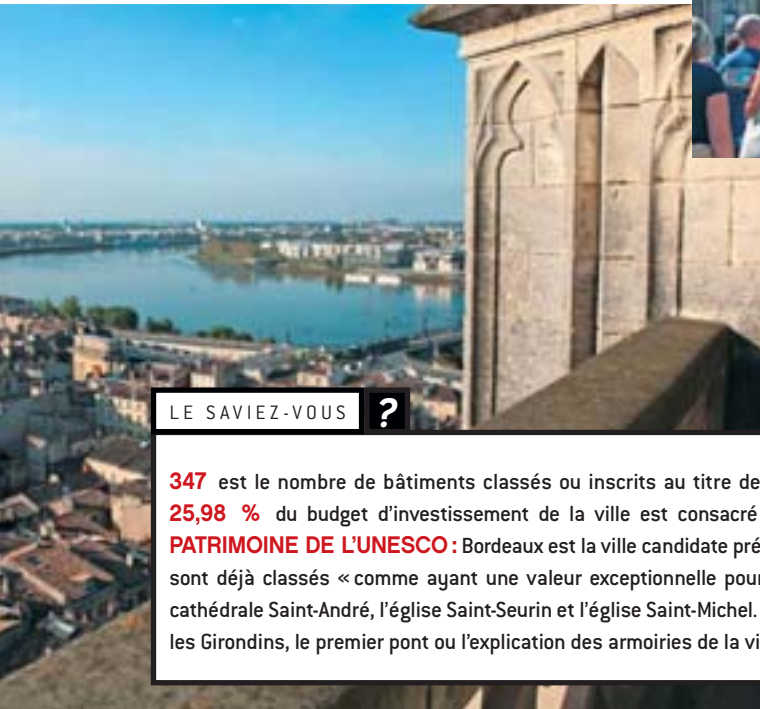 LE SAVIEZ-VOUS ?
347 est le nombre de bâtiments classés ou inscrits au titre de
25,98 % du budget d’investissement de la ville est consacré
PATRIMOINE DE L’UNESCO : Bordeaux est la ville candidate pré
sont déjà classés « comme ayant une valeur exceptionnelle pour
cathédrale Saint-André, l’église Saint-Seurin et l’église Saint-Michel.
les Girondins, le premier pont ou l’explication des armoiries de la vi